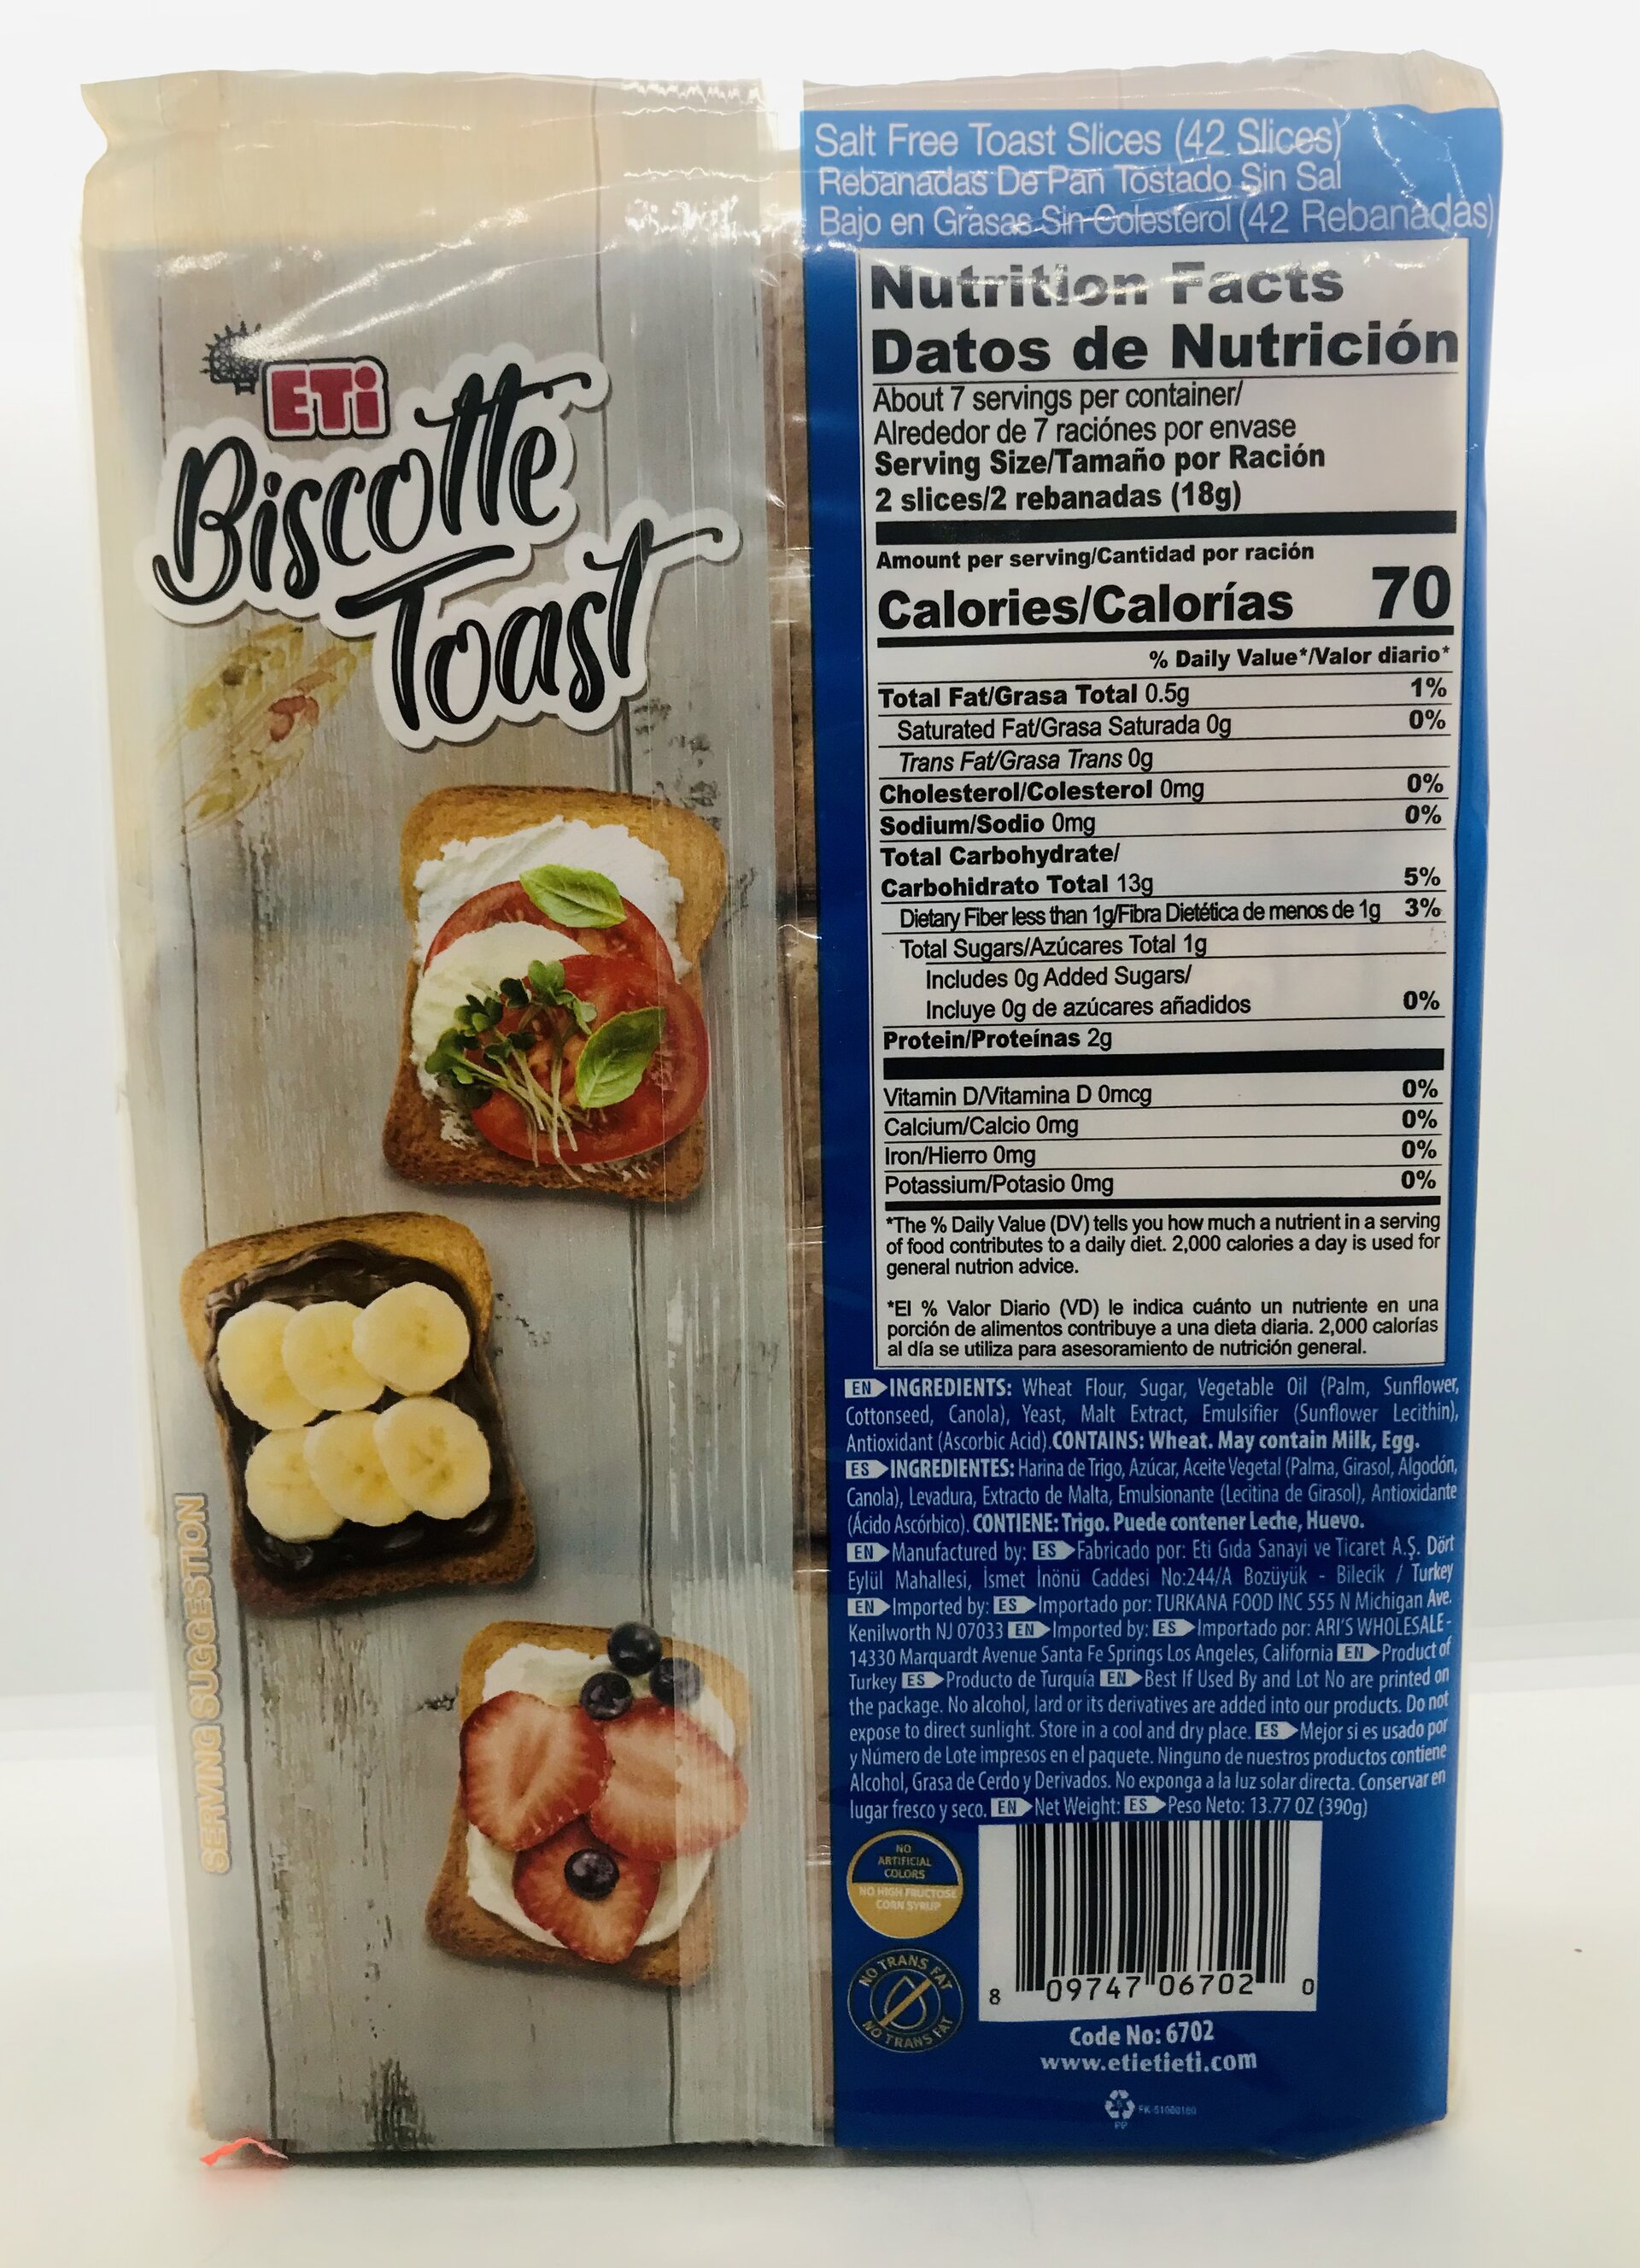 ETi
Biscotte
Toast
SERVING SUGGESTION
Salt Free Toast Slices (42 Slices)
Rebanadas De Pan Tostado Sin Sal
Bajo en Grasas Sin Colesterol (42 Rebanadas)
Nutrition Facts
Datos de Nutrición
About 7 servings per container/
Alrededor de 7 raciónes por envase
Serving Size/Tamaño por Ración
2 slices/2 rebanadas (18g)
Amount per serving/Cantidad por ración
Calories/Calorías 70
% Daily Value*/Valor diario*
Total Fat/Grasa Total 0.5g 1%
Saturated Fat/Grasa Saturada 0g 0%
Trans Fat/Grasa Trans 0g
Cholesterol/Colesterol 0mg 0%
Sodium/Sodio 0mg 0%
Total Carbohydrate/
Carbohidrato Total 13g 5%
Dietary Fiber less than 1g/Fibra Dietética de menos de 1g 3%
Total Sugars/Azúcares Total 1g
Includes 0g Added Sugars/
Incluye 0g de azúcares añadidos 0%
Protein/Proteínas 2g
Vitamin D/Vitamina D 0mcg 0%
Calcium/Calcio 0mg 0%
Iron/Hierro 0mg 0%
Potassium/Potasio 0mg 0%
*The % Daily Value (DV) tells you how much a nutrient in a serving
of food contributes to a daily diet. 2,000 calories a day is used for
general nutrion advice.
*El % Valor Diario (VD) le indica cuánto un nutriente en una
porción de alimentos contribuye a una dieta diaria. 2,000 calorías
al día se utiliza para asesoramiento de nutrición general.
EN INGREDIENTS: Wheat Flour, Sugar, Vegetable Oil (Palm, Sunflower,
Cottonseed, Canola), Yeast, Malt Extract, Emulsifier (Sunflower Lecithin),
Antioxidant (Ascorbic Acid).CONTAINS: Wheat. May contain Milk, Egg.
ES INGREDIENTES: Harina de Trigo, Azúcar, Aceite Vegetal (Palma, Girasol, Algodón,
Canola), Levadura, Extracto de Malta, Emulsionante (Lecitina de Girasol), Antioxidante
(Ácido Ascórbico). CONTIENE: Trigo. Puede contener Leche, Huevo.
EN Manufactured by: ES Fabricado por: Eti Gıda Sanayi ve Ticaret A.Ş. Dört
Eylül Mahallesi, İsmet İnönü Caddesi No:244/A Bozüyük - Bilecik / Turkey
EN Imported by: ES Importado por: TURKANA FOOD INC 555 N Michigan Ave.
Kenilworth NJ 07033 EN Imported by: ES Importado por: ARI'S WHOLESALE -
14330 Marquardt Avenue Santa Fe Springs Los Angeles, California EN Product of
Turkey ES Producto de Turquía EN Best If Used By and Lot No are printed on
the package. No alcohol, lard or its derivatives are added into our products. Do not
expose to direct sunlight. Store in a cool and dry place. ES Mejor si es usado por
y Número de Lote impresos en el paquete. Ninguno de nuestros productos contiene
Alcohol, Grasa de Cerdo y Derivados. No exponga a la luz solar directa. Conservar en
lugar fresco y seco. EN Net Weight: ES Peso Neto: 13.77 OZ (390g)
NO
ARTIFICIAL
COLORS
NO HIGH FRUCTOSE
CORN SYRUP
NO TRANS FAT
NO TRANS FAT
8 09747 06702 0
Code No: 6702
www.etietieti.com
5
PP